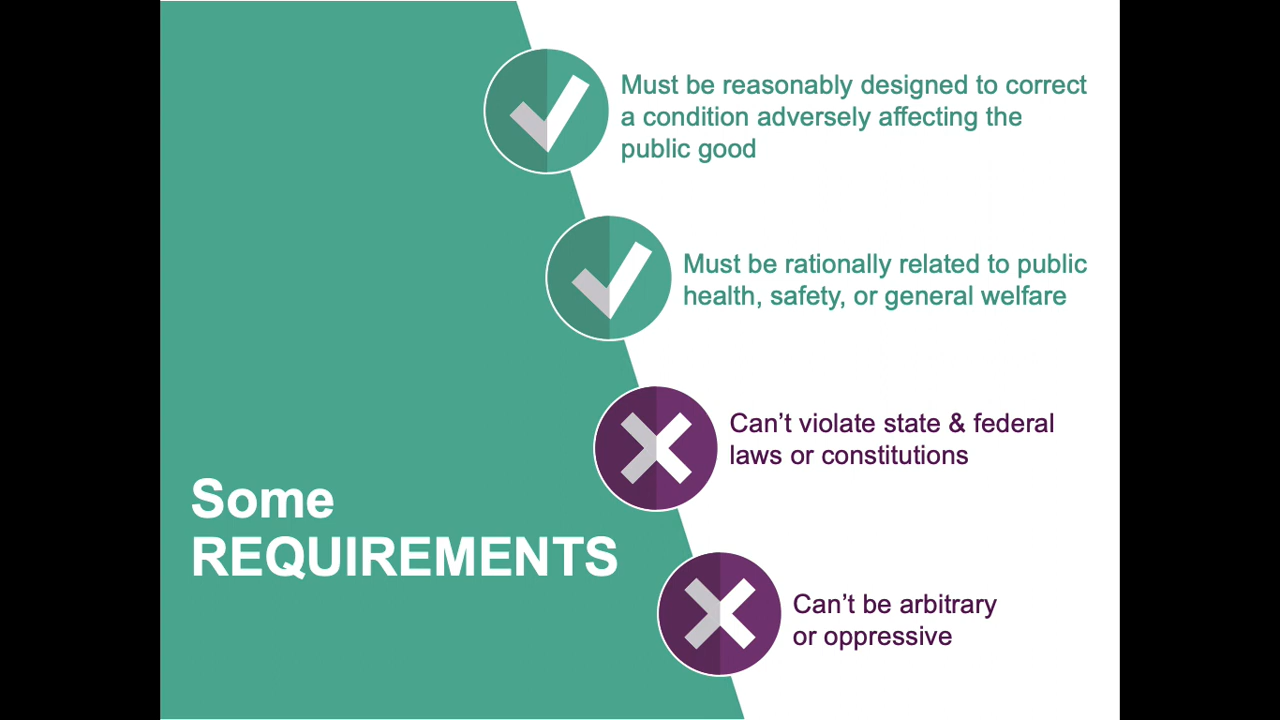 Must be reasonably designed to correct
a condition adversely affecting the
public good
Must be rationally related to public
health, safety, or general welfare
Can’t violate state & federal
laws or constitutions
Some
REQUIREMENTS
Can’t be arbitrary
or oppressive